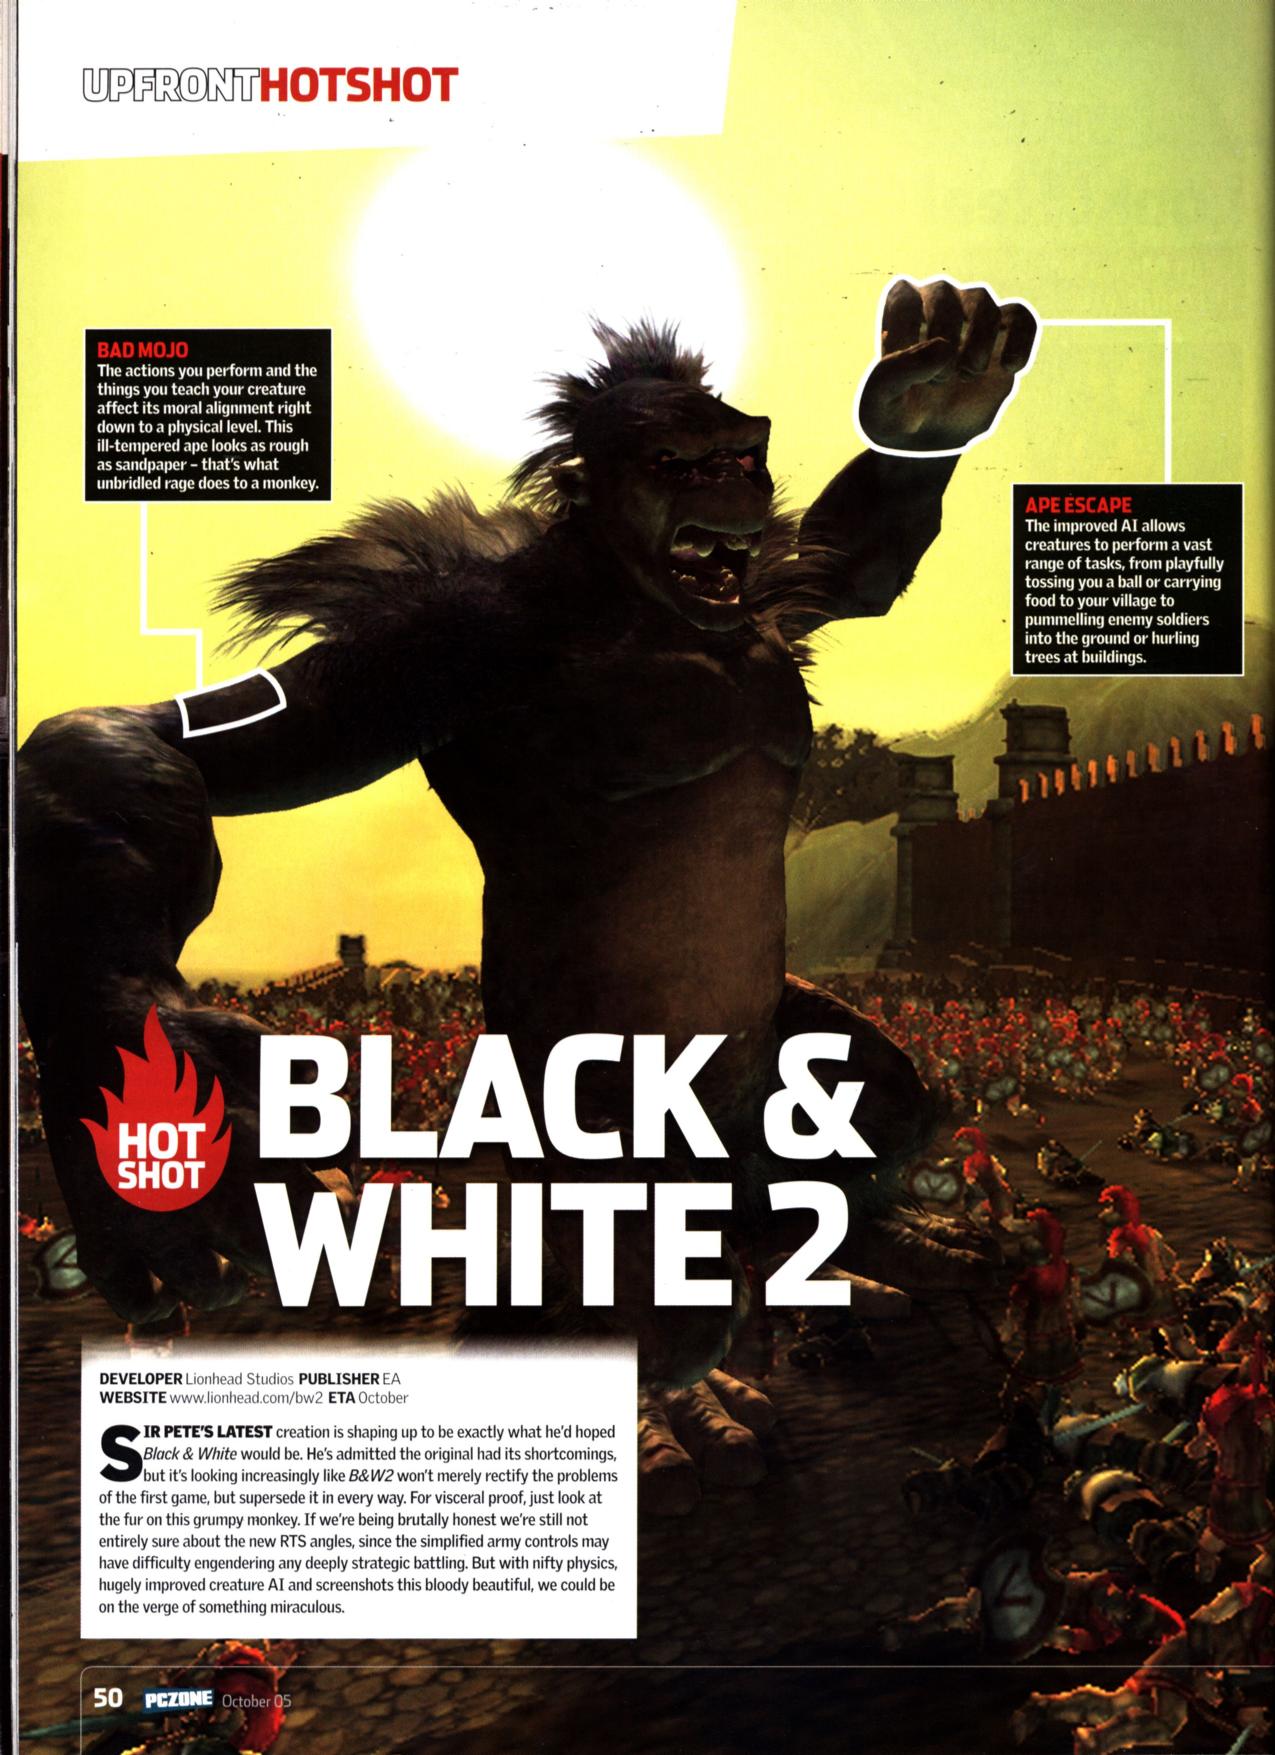 UPFRONTHOTSHOT
BAD MOJO
The actions you perform and the
things you teach your creature
affect its moral alignment right
down to a physical level. This
ill-tempered ape looks as rough
as sandpaper – that's what
unbridled rage does to a monkey.
APE ESCAPE
The improved AI allows
creatures to perform a vast
range of tasks, from playfully
tossing you a ball or carrying
food to your village to
pummelling enemy soldiers
into the ground or hurling
trees at buildings.
HOT
SHOT
BLACK &
WHITE 2
DEVELOPER Lionhead Studios PUBLISHER EA
WEBSITE www.lionhead.com/bw2 ETA October
SIR PETE'S LATEST creation is shaping up to be exactly what he'd hoped
Black & White would be. He's admitted the original had its shortcomings,
but it's looking increasingly like B&W2 won't merely rectify the problems
of the first game, but supersede it in every way. For visceral proof, just look at
the fur on this grumpy monkey. If we're being brutally honest we're still not
entirely sure about the new RTS angles, since the simplified army controls may
have difficulty engendering any deeply strategic battling. But with nifty physics,
hugely improved creature AI and screenshots this bloody beautiful, we could be
on the verge of something miraculous.
50 PCZONE October 05